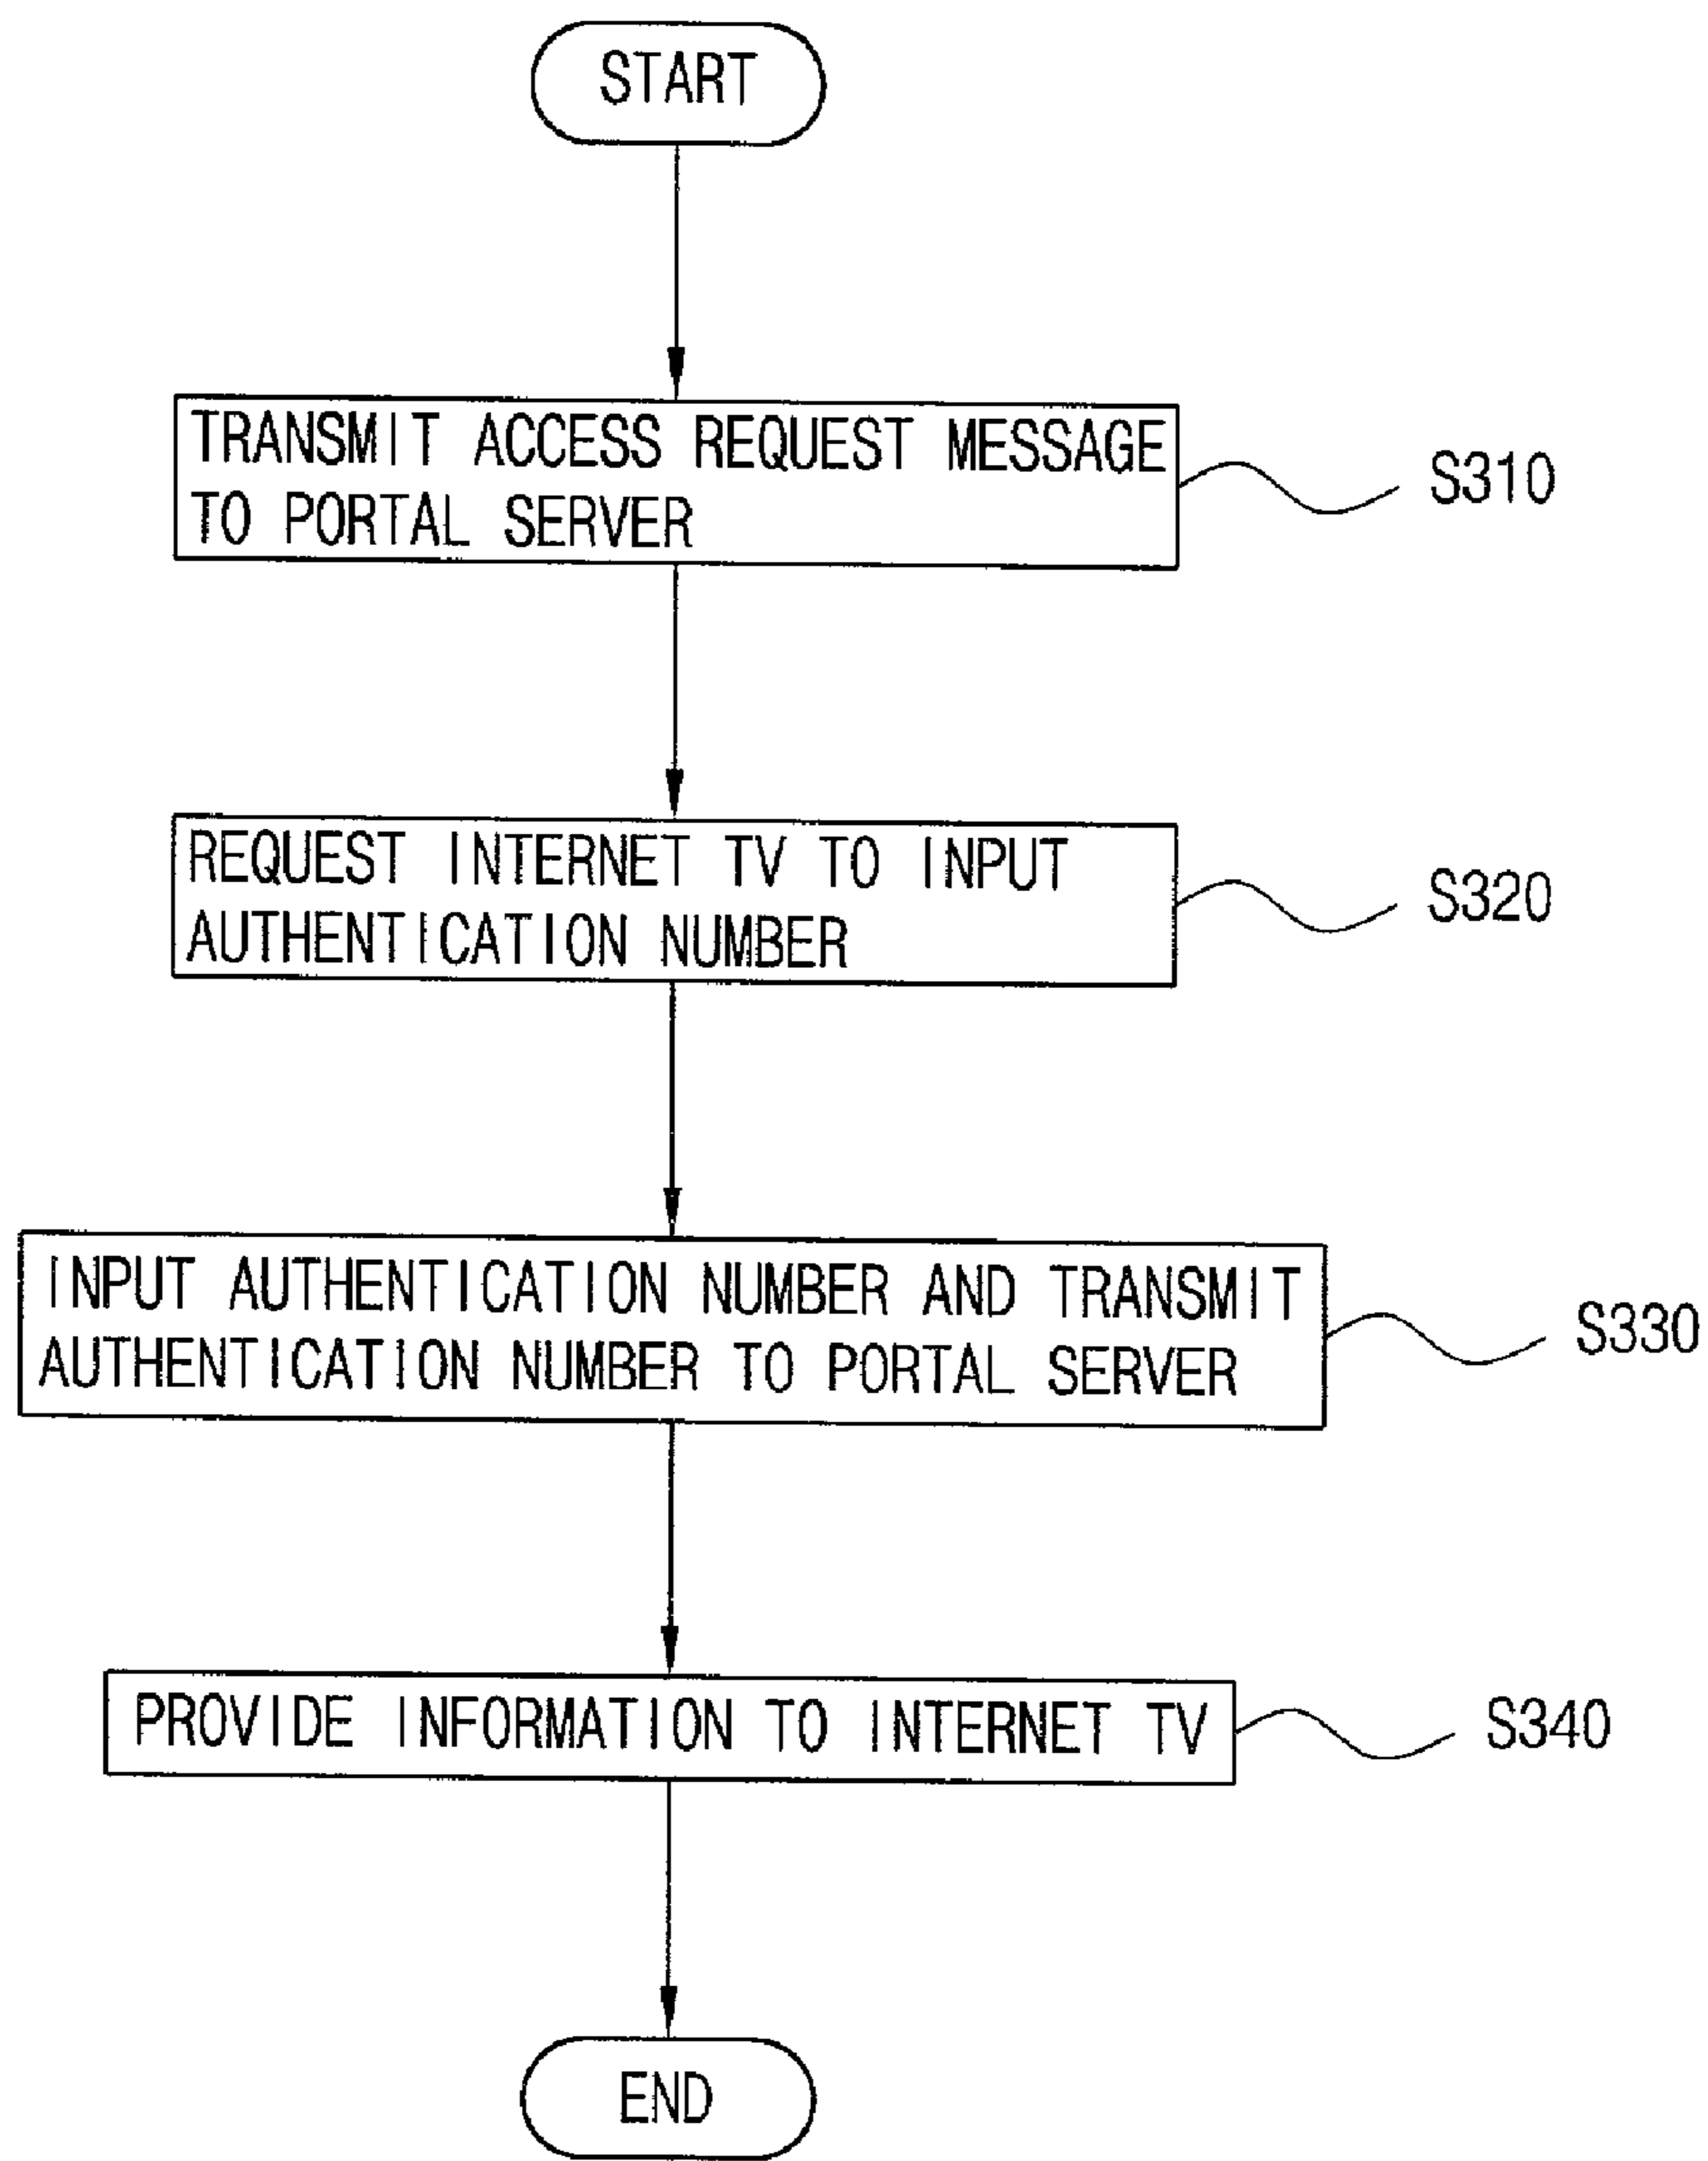 START
TRANSMIT ACCESS REQUEST MESSAGE
TO PORTAL SERVER
S310
REQUEST INTERNET TV TO INPUT
AUTHENTICATION NUMBER
S320
INPUT AUTHENTICATION NUMBER AND TRANSMIT
AUTHENTICATION NUMBER TO PORTAL SERVER
S330
PROVIDE INFORMATION TO INTERNET TV
S340
END